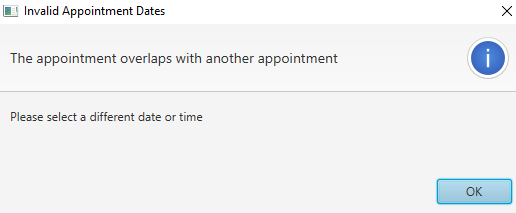 Invalid Appointment Dates
The appointment overlaps with another appointment
i
Please select a different date or time
OK